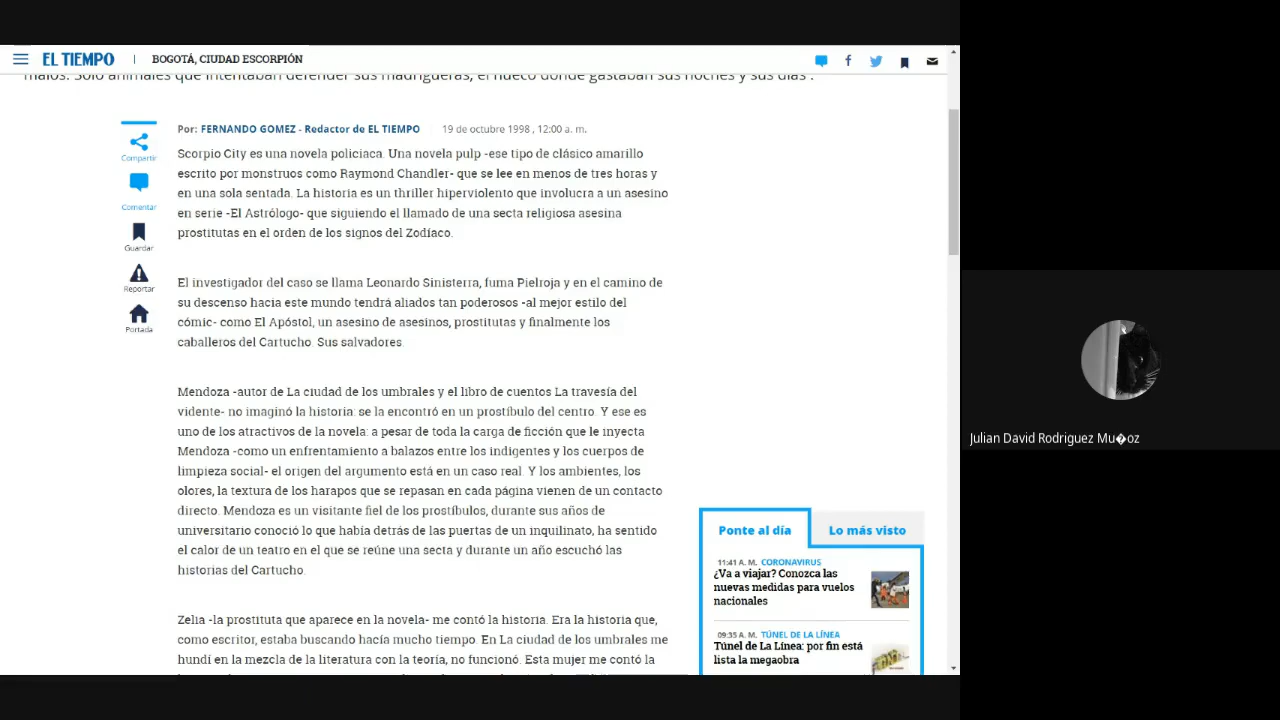 EL TIEMPO | BOGOTÁ, CIUDAD ESCORPIÓN
malos. Solo animales que intentaban defender sus madrigueras, el hueco donde gastaban sus noches y sus días".
Por: FERNANDO GOMEZ - Redactor de EL TIEMPO 19 de octubre 1998 , 12:00 a. m.
Compartir
Comentar
Guardar
Reportar
Portada
Scorpio City es una novela policiaca. Una novela pulp -ese tipo de clásico amarillo
escrito por monstruos como Raymond Chandler- que se lee en menos de tres horas y
en una sola sentada. La historia es un thriller hiperviolento que involucra a un asesino
en serie -El Astrólogo- que siguiendo el llamado de una secta religiosa asesina
prostitutas en el orden de los signos del Zodíaco.
El investigador del caso se llama Leonardo Sinisterra, fuma Pielroja y en el camino de
su descenso hacia este mundo tendrá aliados tan poderosos -al mejor estilo del
cómic- como El Apóstol, un asesino de asesinos, prostitutas y finalmente los
caballeros del Cartucho. Sus salvadores.
Mendoza -autor de La ciudad de los umbrales y el libro de cuentos La travesía del
vidente- no imaginó la historia: se la encontró en un prostíbulo del centro. Y ese es
uno de los atractivos de la novela: a pesar de toda la carga de ficción que le inyecta
Mendoza -como un enfrentamiento a balazos entre los indigentes y los cuerpos de
limpieza social- el origen del argumento está en un caso real. Y los ambientes, los
olores, la textura de los harapos que se repasan en cada página vienen de un contacto
directo. Mendoza es un visitante fiel de los prostíbulos, durante sus años de
universitario conoció lo que había detrás de las puertas de un inquilinato, ha sentido
el calor de un teatro en el que se reúne una secta y durante un año escuchó las
historias del Cartucho.
Zelia -la prostituta que aparece en la novela- me contó la historia. Era la historia que,
como escritor, estaba buscando hacía mucho tiempo. En La ciudad de los umbrales me
hundí en la mezcla de la literatura con la teoría, no funcionó. Esta mujer me contó la
Ponte al día
Lo más visto
11:41 A. M. CORONAVIRUS
¿Va a viajar? Conozca las
nuevas medidas para vuelos
nacionales
09:35 A. M. TÚNEL DE LA LÍNEA
Túnel de La Línea: por fin está
lista la megaobra
Julian David Rodriguez Mu�oz